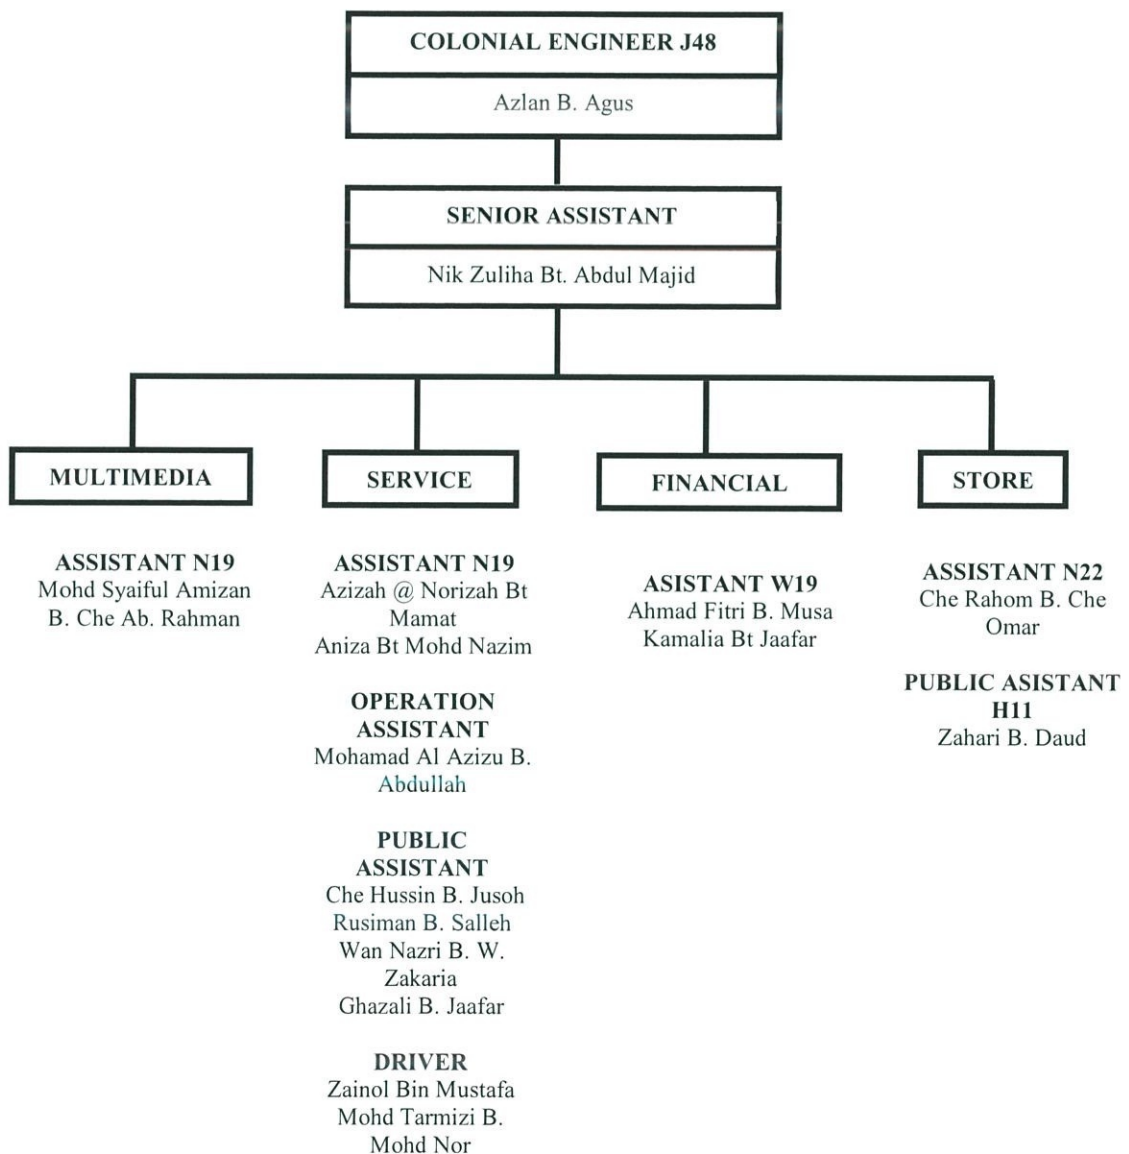 COLONIAL ENGINEER J48
Azlan B. Agus
SENIOR ASSISTANT
Nik Zuliha Bt. Abdul Majid
MULTIMEDIA
ASSISTANT N19
Mohd Syaiful Amizan
B. Che Ab. Rahman
SERVICE
ASSISTANT N19
Azizah @ Norizah Bt
Mamat
Aniza Bt Mohd Nazim
OPERATION
ASSISTANT
Mohamad Al Azizu B.
Abdullah
PUBLIC
ASSISTANT
Che Hussin B. Jusoh
Rusiman B. Salleh
Wan Nazri B. W.
Zakaria
Ghazali B. Jaafar
DRIVER
Zainol Bin Mustafa
Mohd Tarmizi B.
Mohd Nor
FINANCIAL
ASISTANT W19
Ahmad Fitri B. Musa
Kamalia Bt Jaafar
STORE
ASSISTANT N22
Che Rahom B. Che
Omar
PUBLIC ASISTANT
H11
Zahari B. Daud